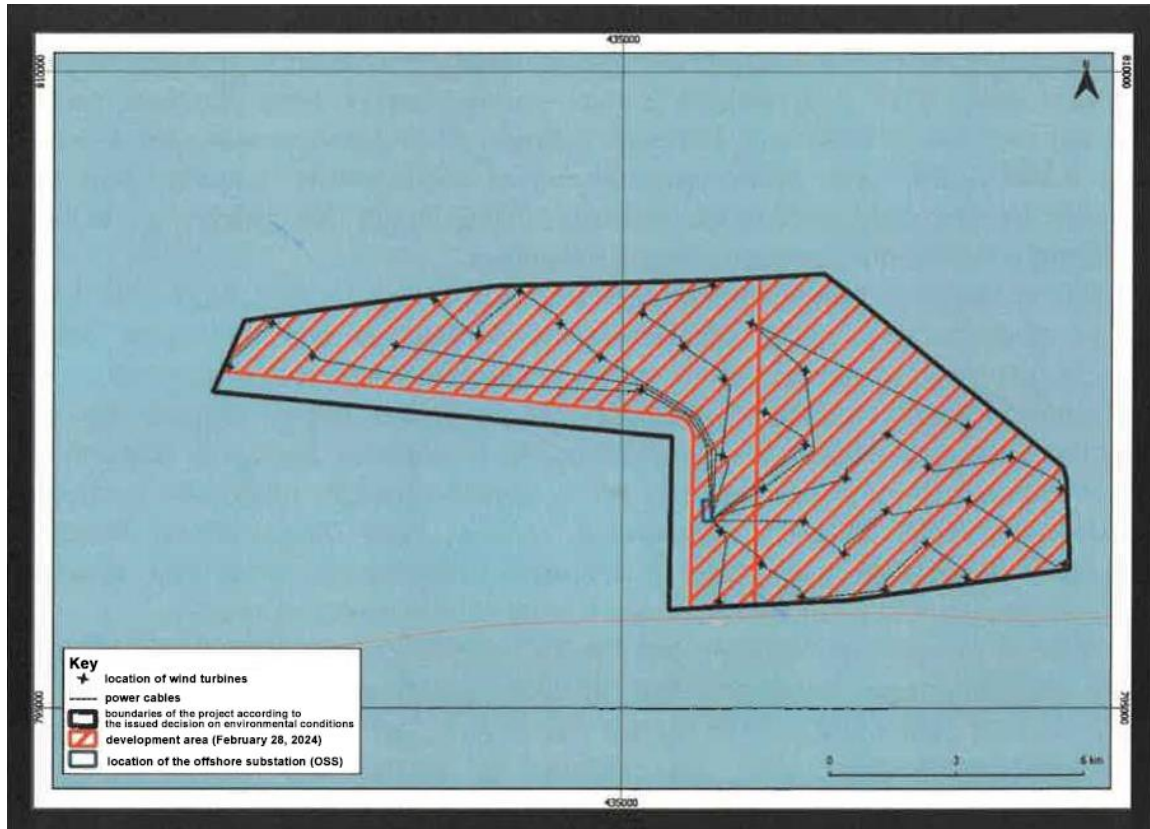 435000
810000
810000
N
Key
location of wind turbines
power cables
boundaries of the project according to
the issued decision on environmental conditions
development area (February 28, 2024)
location of the offshore substation (OSS)
795000
795000
0 3 6 km
435000